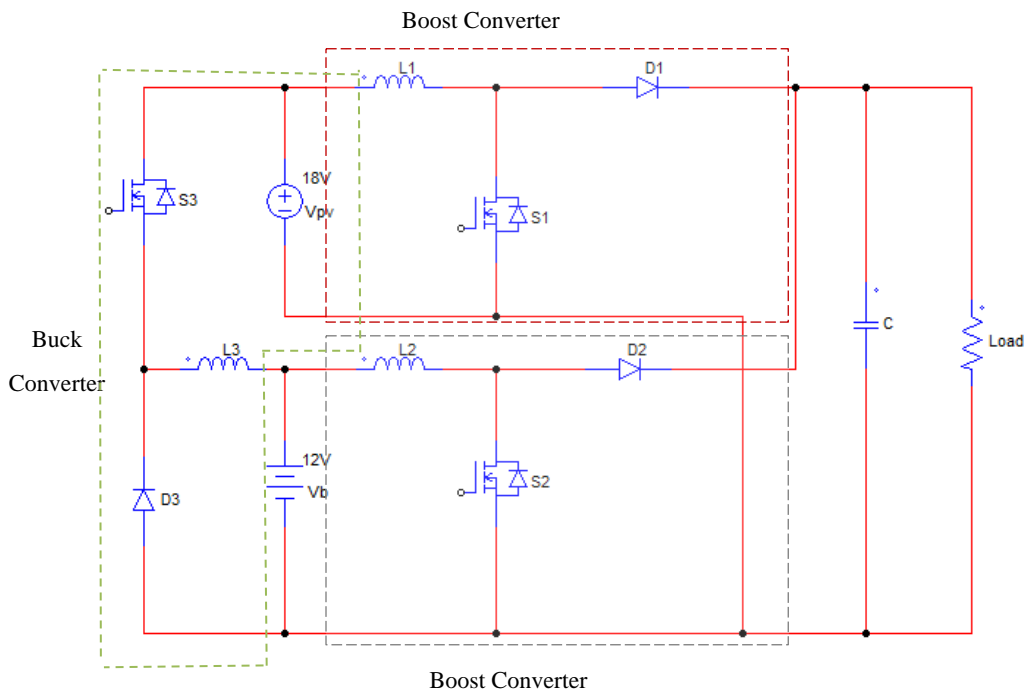 Boost Converter
L1
D1
S3
18V
Vpv
S1
Buck
Converter
L3
L2
D2
C
Load
12V
Vb
D3
S2
Boost Converter